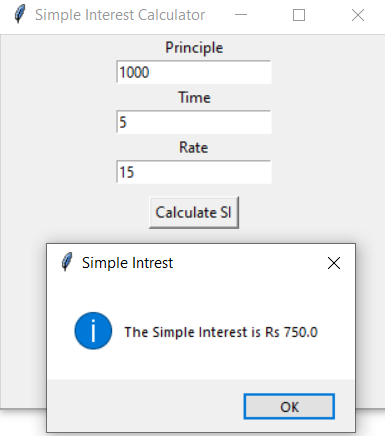 Simple Interest Calculator
Principle
1000
Time
5
Rate
15
Calculate SI
Simple Intrest
The Simple Interest is Rs 750.0
OK